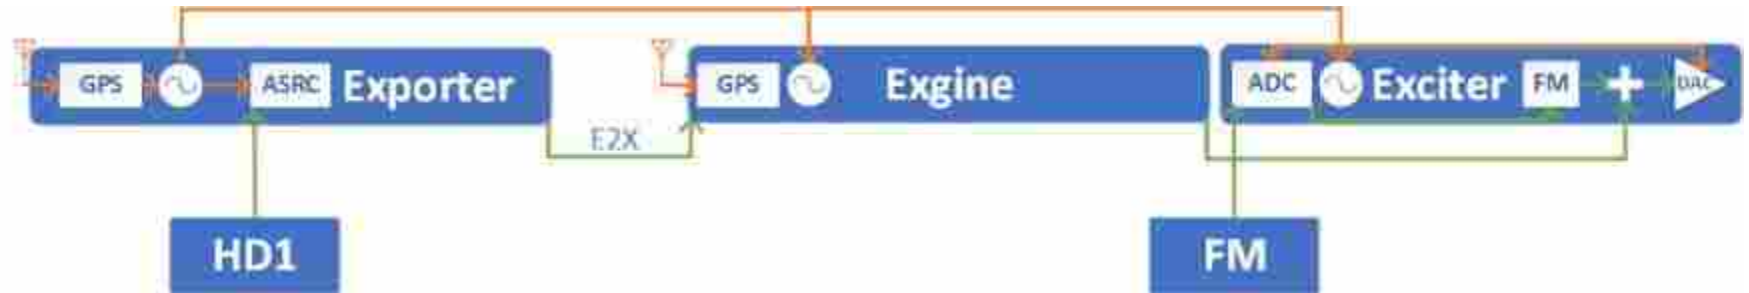 GPS
ASRC
Exporter
E2X
GPS
Exgine
ADC
Exciter
FM
DAC
HD1
FM